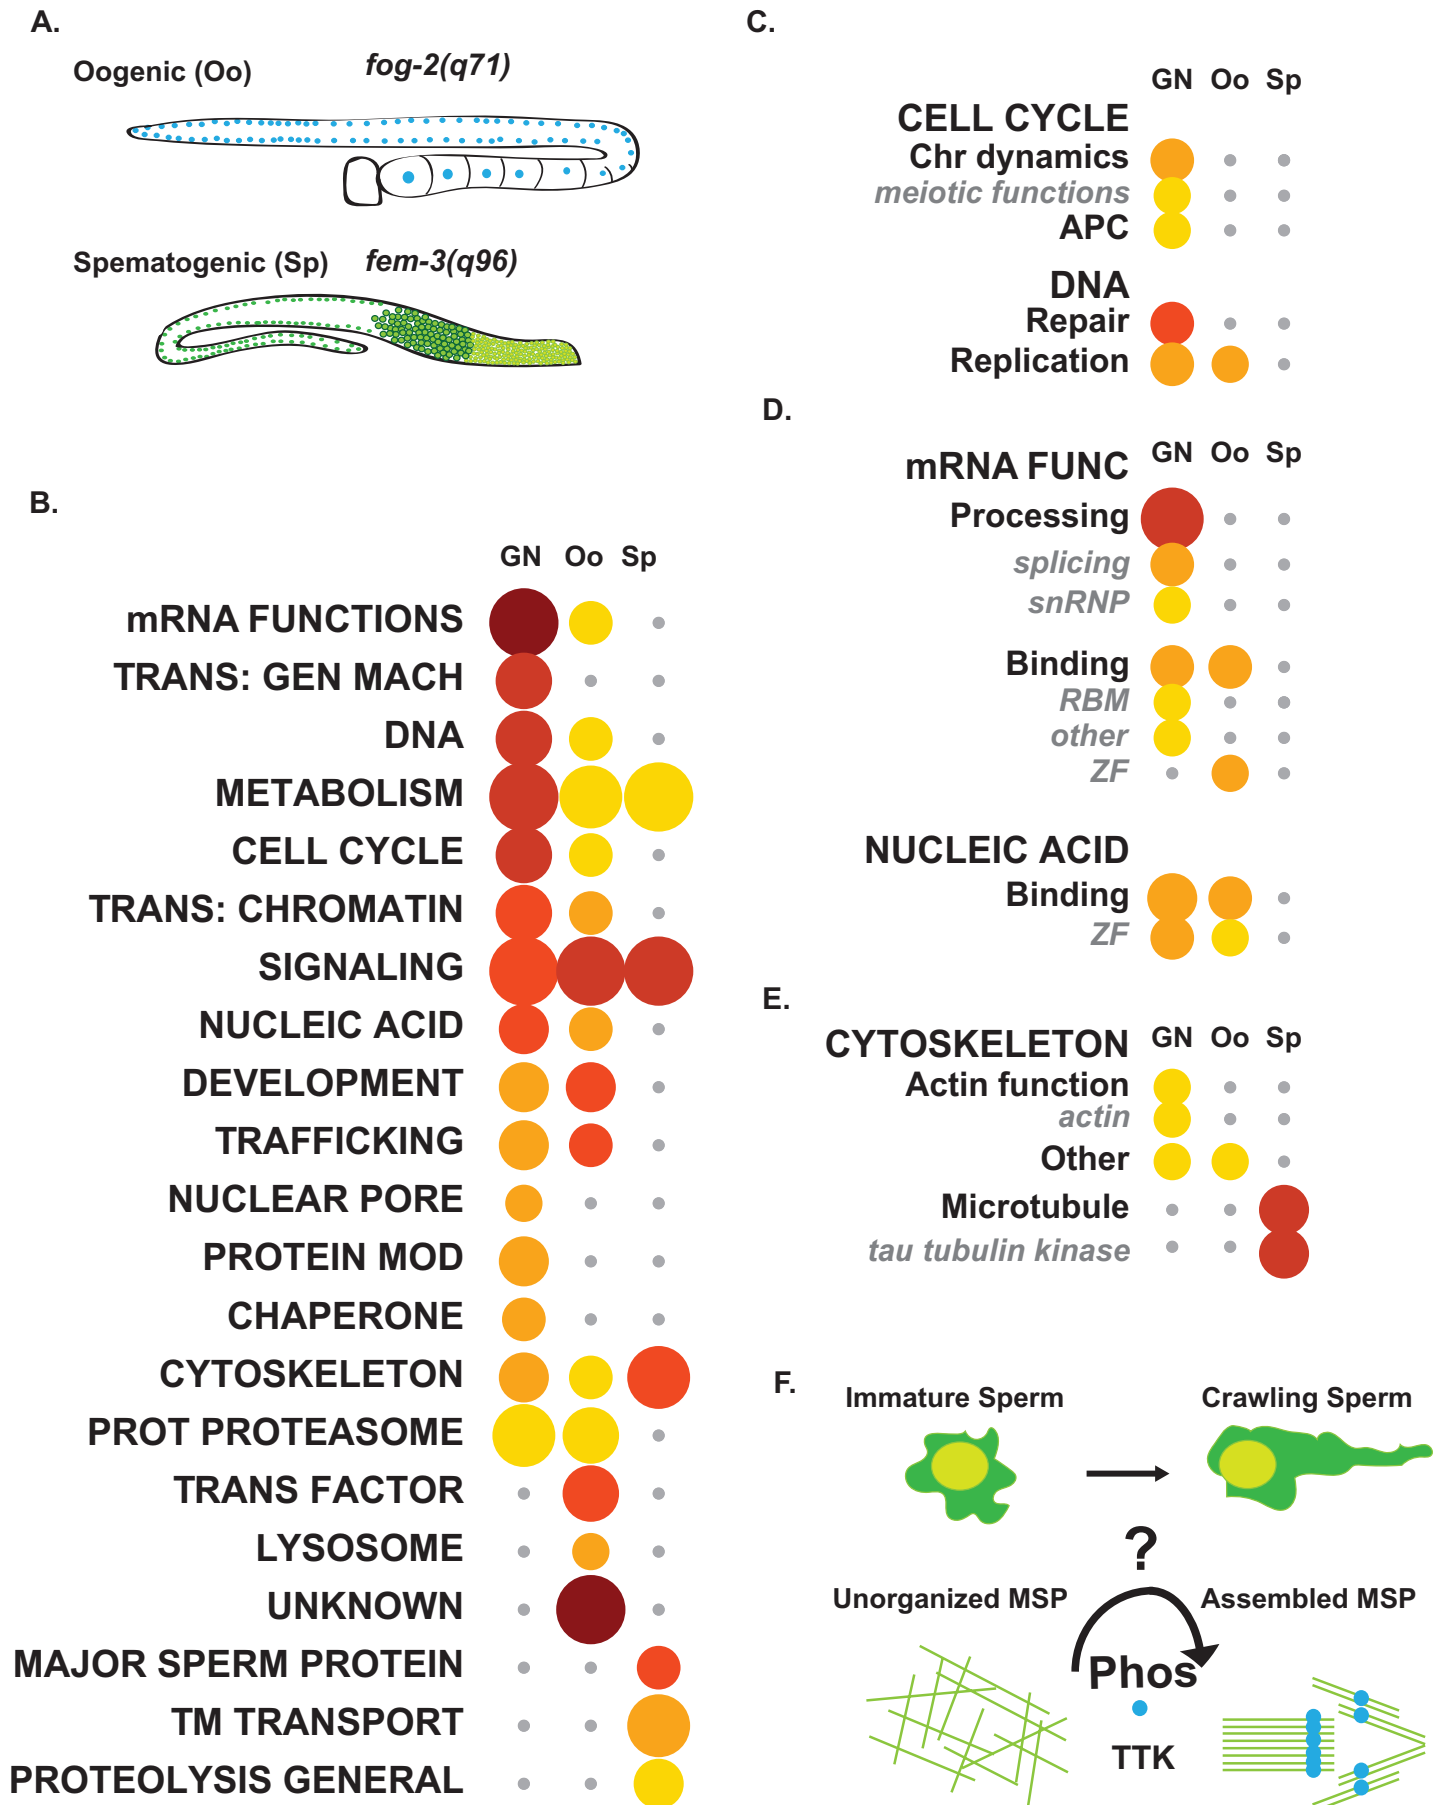 A.
Oogenic (Oo) fog-2(q71)
Spematogenic (Sp) fem-3(q96)
B.
GN Oo Sp
mRNA FUNCTIONS
TRANS: GEN MACH
DNA
METABOLISM
CELL CYCLE
TRANS: CHROMATIN
SIGNALING
NUCLEIC ACID
DEVELOPMENT
TRAFFICKING
NUCLEAR PORE
PROTEIN MOD
CHAPERONE
CYTOSKELETON
PROT PROTEASOME
TRANS FACTOR
LYSOSOME
UNKNOWN
MAJOR SPERM PROTEIN
TM TRANSPORT
PROTEOLYSIS GENERAL
C.
GN Oo Sp
CELL CYCLE
Chr dynamics
meiotic functions
APC
DNA
Repair
Replication
D.
GN Oo Sp
mRNA FUNC
Processing
splicing
snRNP
Binding
RBM
other
ZF
NUCLEIC ACID
Binding
ZF
E.
GN Oo Sp
CYTOSKELETON
Actin function
actin
Other
Microtubule
tau tubulin kinase
F.
Immature Sperm Crawling Sperm
?
Unorganized MSP Assembled MSP
Phos
TTK